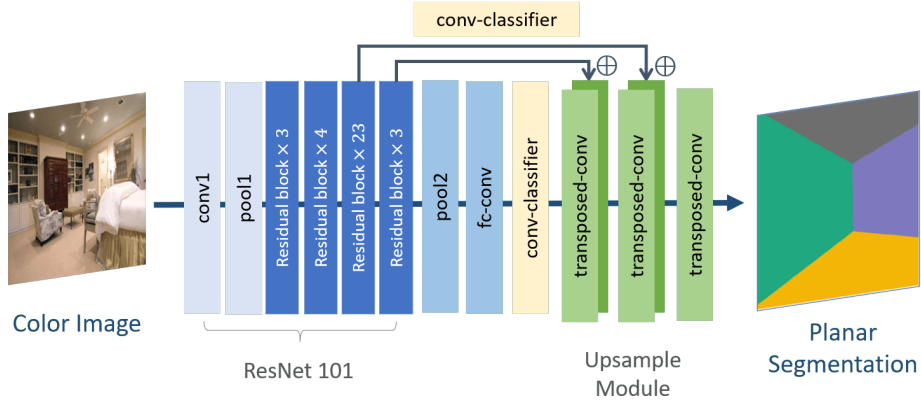 conv-classifier
conv1
pool1
Residual block × 3
Residual block × 4
Residual block × 23
Residual block × 3
pool2
fc-conv
conv-classifier
transposed-conv
transposed-conv
transposed-conv
Color Image
ResNet 101
Upsample
Module
Planar
Segmentation